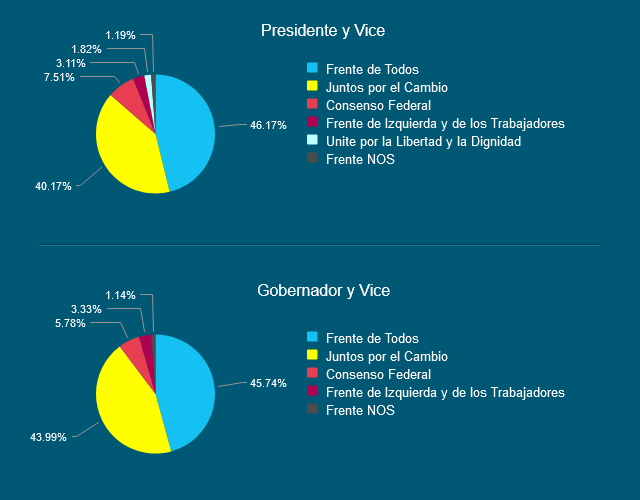 Presidente y Vice
1.19%
1.82%
3.11%
7.51%
46.17%
40.17%
Frente de Todos
Juntos por el Cambio
Consenso Federal
Frente de Izquierda y de los Trabajadores
Unite por la Libertad y la Dignidad
Frente NOS
Gobernador y Vice
1.14%
3.33%
5.78%
45.74%
43.99%
Frente de Todos
Juntos por el Cambio
Consenso Federal
Frente de Izquierda y de los Trabajadores
Frente NOS